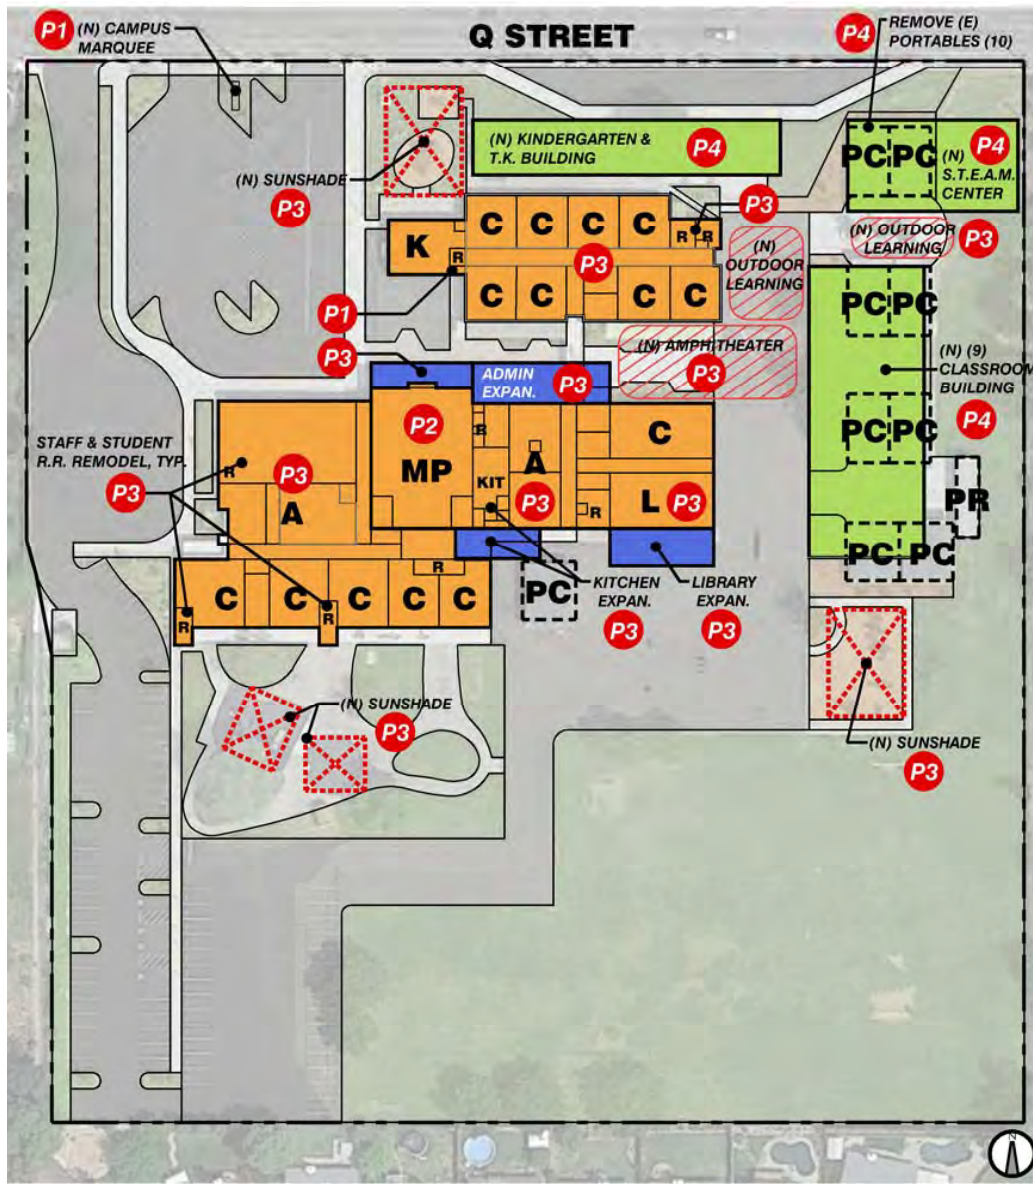 Q STREET
P1 (N) CAMPUS
MARQUEE
P4 REMOVE (E)
PORTABLES (10)
(N) KINDERGARTEN &
T.K. BUILDING
P4
PC PC
(N)
S.T.E.A.M.
CENTER
P4
(N) SUNSHADE
P3
P3
K
C C C C
R R
R
P3
C C C C C
P1
(N)
OUTDOOR
LEARNING
(N) OUTDOOR
LEARNING
P3
PC PC
P3
ADMIN
EXPAN.
P3
(N) AMPHITHEATER
P3
(N) (9)
CLASSROOM
BUILDING
P4
PC PC
STAFF & STUDENT
R.R. REMODEL, TYP.
P3
R
P3
A
P2
MP
R
KIT
A
P3
C
L
P3
R
PR
PC PC
R
C C C C C
R
R
PC
KITCHEN
EXPAN.
P3
LIBRARY
EXPAN.
P3
(N) SUNSHADE
P3
(N) SUNSHADE
P3
N